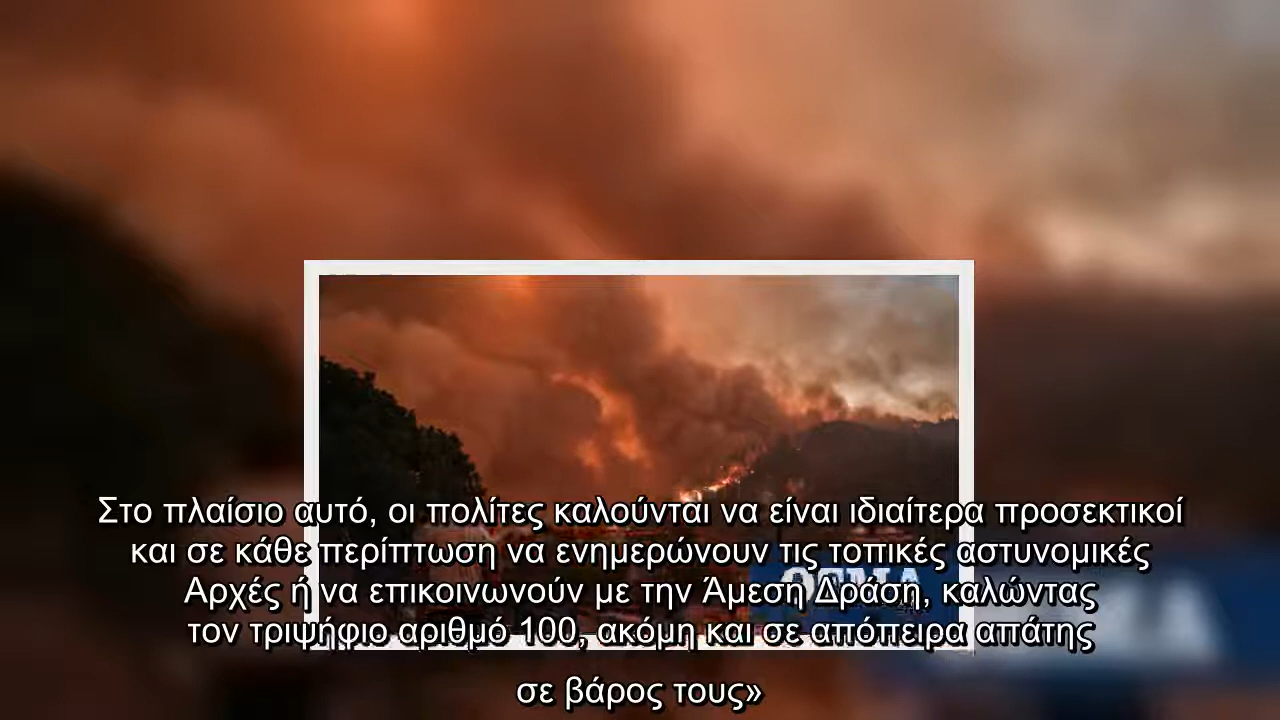 Στο πλαίσιο αυτό, οι πολίτες καλούνται να είναι ιδιαίτερα προσεκτικοί
και σε κάθε περίπτωση να ενημερώνουν τις τοπικές αστυνομικές
Αρχές ή να επικοινωνούν με την Άμεση Δράση, καλώντας
τον τριψήφιο αριθμό 100, ακόμη και σε απόπειρα απάτης
σε βάρος τους»